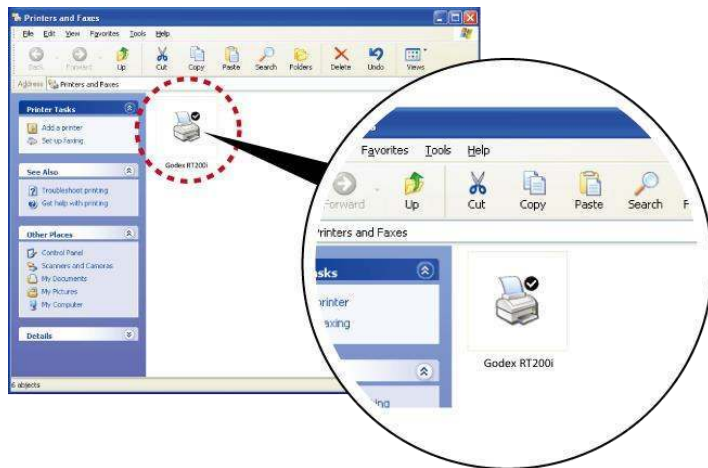 Printers and Faxes
File Edit View Favorites Tools Help
Back Forward Up Cut Copy Paste Search Folders Delete Undo Views
Address Printers and Faxes
Printer Tasks
Add a printer
Set up faxing
See Also
Troubleshoot printing
Get help with printing
Other Places
Control Panel
Scanners and Cameras
My Documents
My Pictures
My Computer
Details
Godex RT200i
6 objects
s
Favorites Tools Help
Forward Up Cut Copy Paste Search F
Printers and Faxes
asks
printer
axing
ing
Godex RT200i